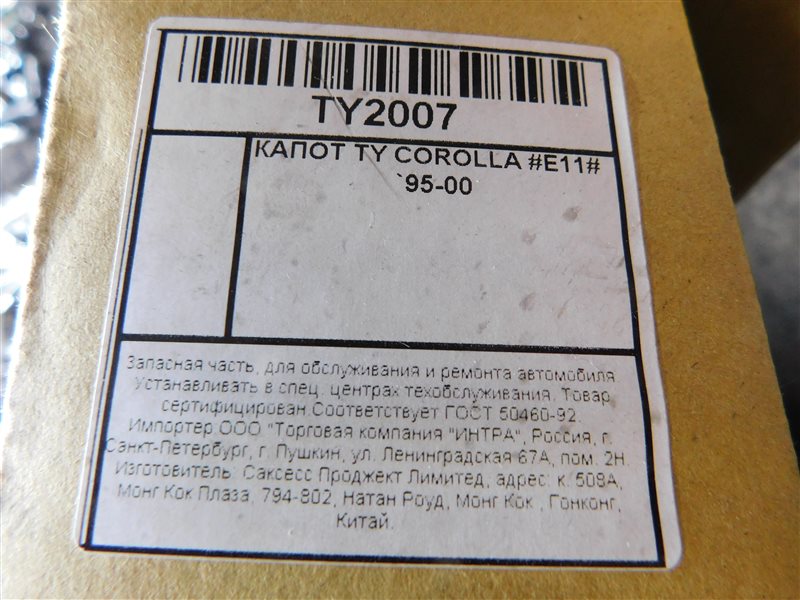 TY2007
КАПОТ TY COROLLA #E11#
`95-00
Запасная часть, для обслуживания и ремонта автомобиля
Устанавливать в спец. центрах техобслуживания. Товар
сертифицирован.Соответствует ГОСТ 50460-92.
Импортер ООО "Торговая компания "ИНТРА", Россия, г.
Санкт-Петербург, г. Пушкин, ул. Ленинградская 67А, пом. 2Н.
Изготовитель: Саксесс Проджект Лимитед, адрес: к. 508А,
Монг Кок Плаза, 794-802, Натан Роуд, Монг Кок , Гонконг,
Китай.